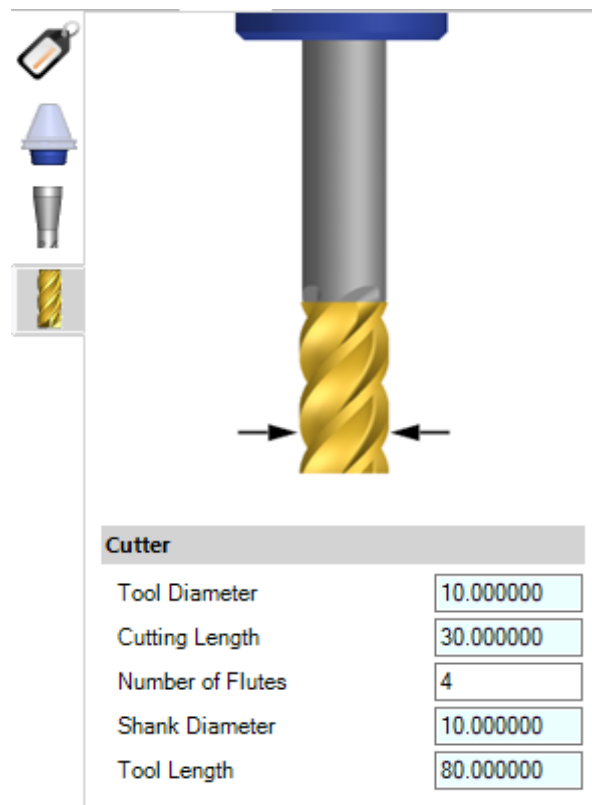 Cutter
Tool Diameter 10.000000
Cutting Length 30.000000
Number of Flutes 4
Shank Diameter 10.000000
Tool Length 80.000000